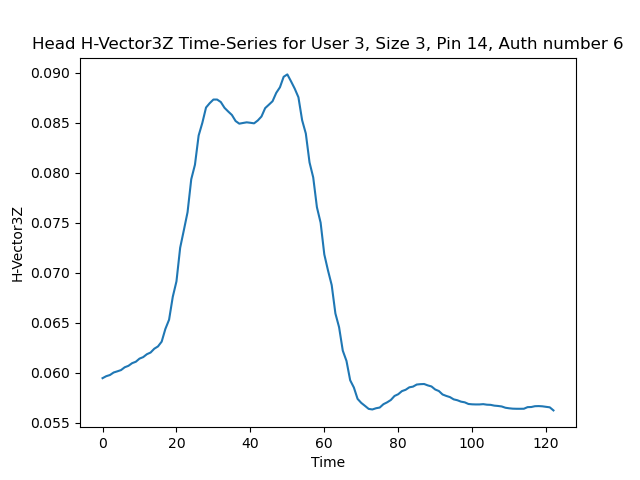 Head H-Vector3Z Time-Series for User 3, Size 3, Pin 14, Auth number 6
0.090
0.085
0.080
0.075
0.070
0.065
0.060
0.055
H-Vector3Z
0 20 40 60 80 100 120
Time